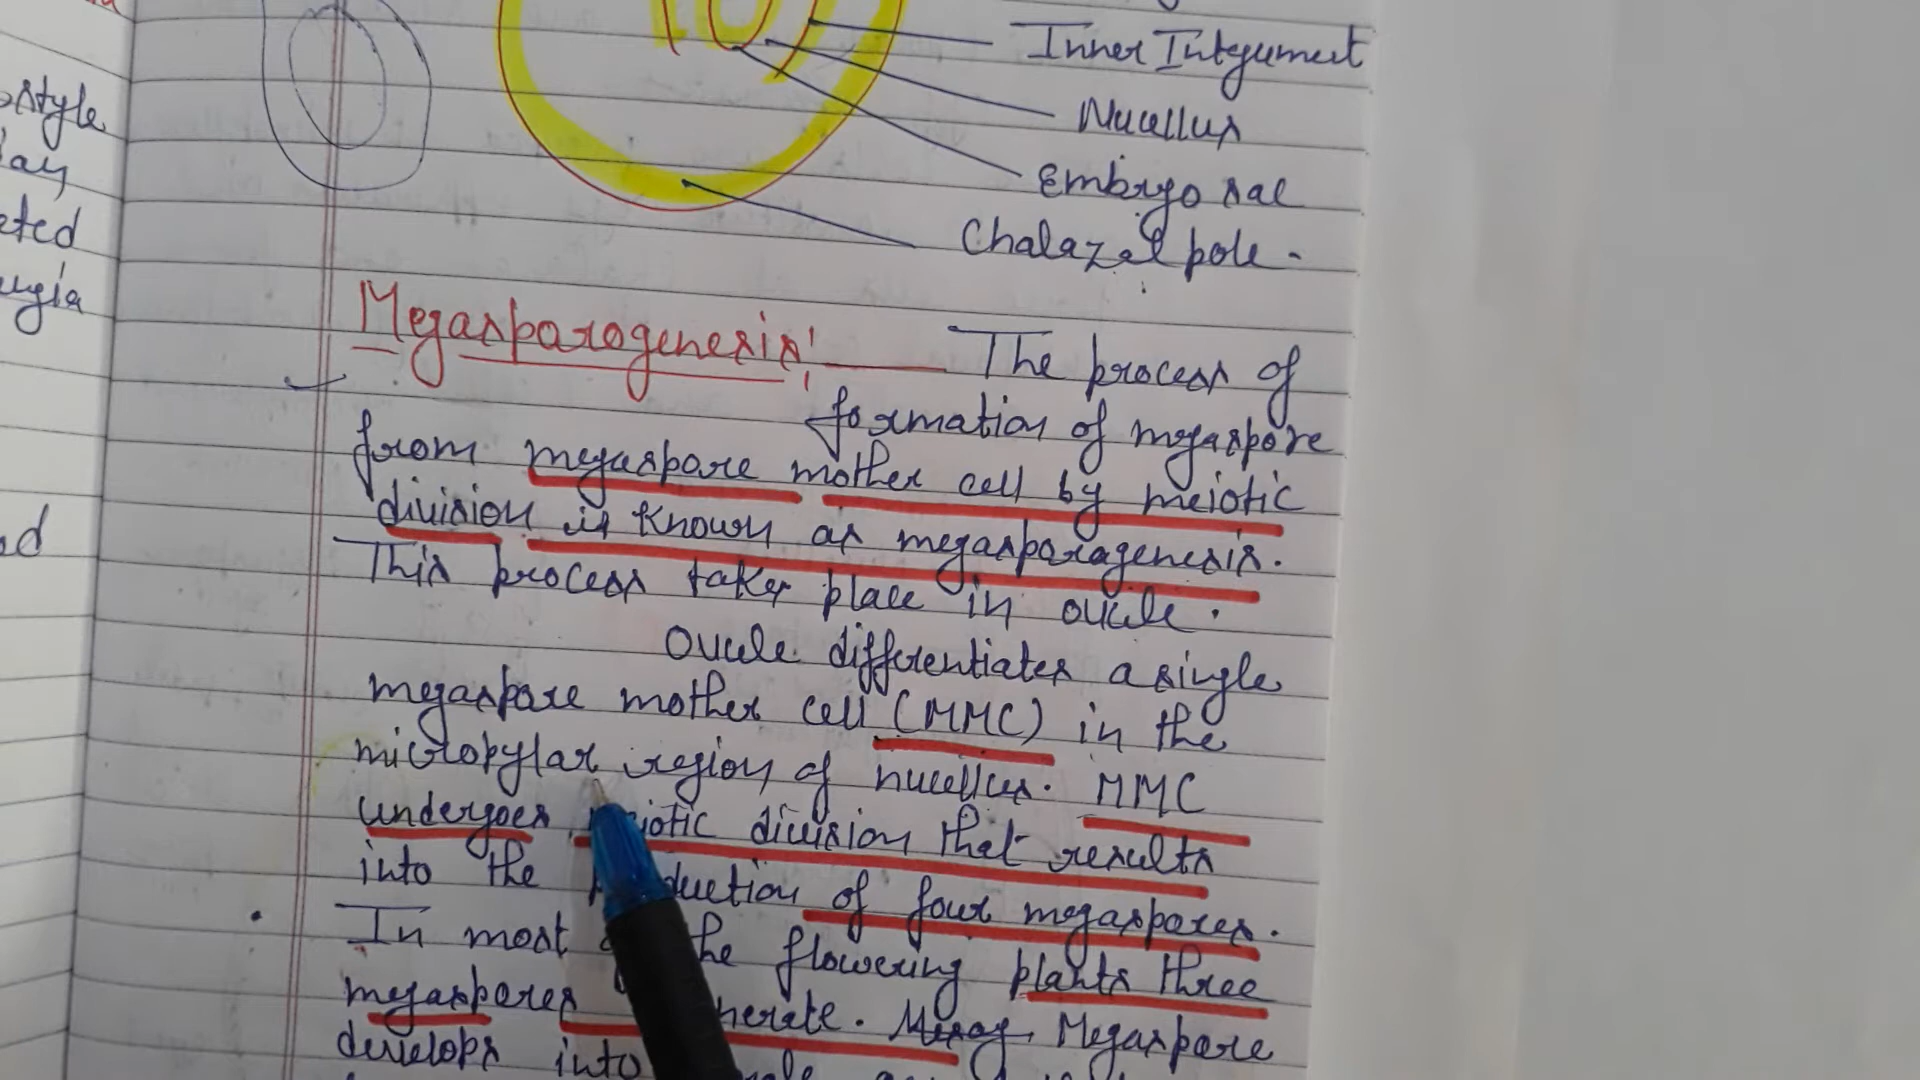 style
Inner Integument
Nucellus
Embryo sac
Chalazal pole.
Megasporogenesis: The process of
formation of megaspore
from megaspore mother cell by meiotic
division is known as megasporogenesis.
This process takes place in ovule.
Ovule differentiates a single
megaspore mother cell (MMC) in the
micropylar region of nucellus. MMC
undergoes division that results
into the of four megaspores.
In most the flowering plants three
megaspores Megaspore
develops into